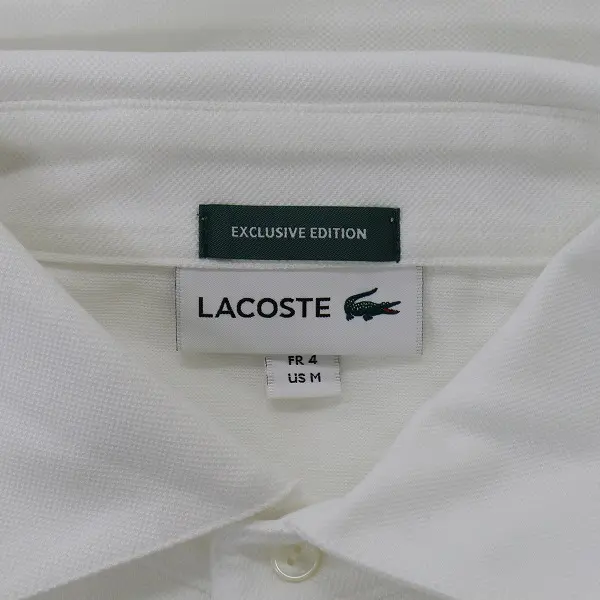 EXCLUSIVE EDITION
LACOSTE
FR 4
US M